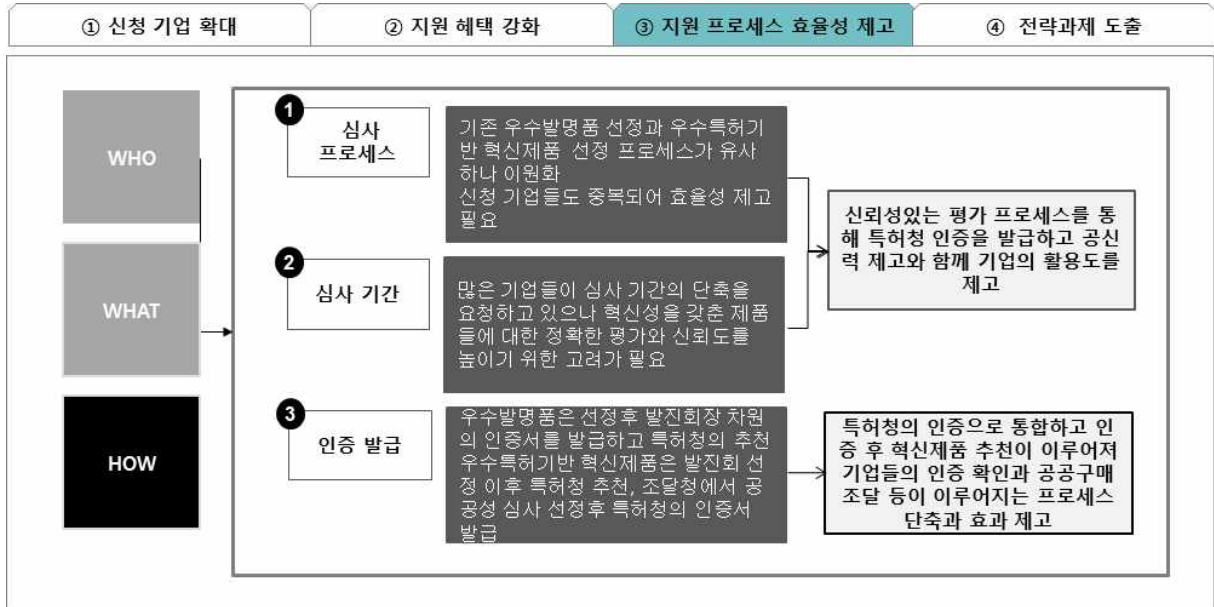 ① 신청 기업 확대
② 지원 혜택 강화
③ 지원 프로세스 효율성 제고
④ 전략과제 도출
WHO
WHAT
HOW
1
심사
프로세스
기존 우수발명품 선정과 우수특허기
반 혁신제품 선정 프로세스가 유사
하나 이원화
신청 기업들도 중복되어 효율성 제고
필요
2
심사 기간
많은 기업들이 심사 기간의 단축을
요청하고 있으나 혁신성을 갖춘 제품
들에 대한 정확한 평가와 신뢰도를
높이기 위한 고려가 필요
신뢰성있는 평가 프로세스를 통
해 특허청 인증을 발급하고 공신
력 제고와 함께 기업의 활용도를
제고
3
인증 발급
우수발명품은 선정후 발진회장 차원
의 인증서를 발급하고 특허청의 추천
우수특허기반 혁신제품은 발진회 선
정 이후 특허청 추천, 조달청에서 공
공성 심사 선정후 특허청의 인증서
발급
특허청의 인증으로 통합하고 인
증 후 혁신제품 추천이 이루어져
기업들의 인증 확인과 공공구매
조달 등이 이루어지는 프로세스
단축과 효과 제고